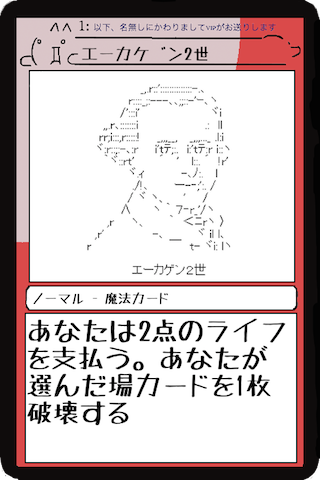 1: 以下、名無しにかわりましてVIPがお送りします
エーカゲン2世
エーカゲン2世
ノーマル - 魔法カード
あなたは2点のライフ
を支払う。あなたが
選んだ場カードを1枚
破壊する